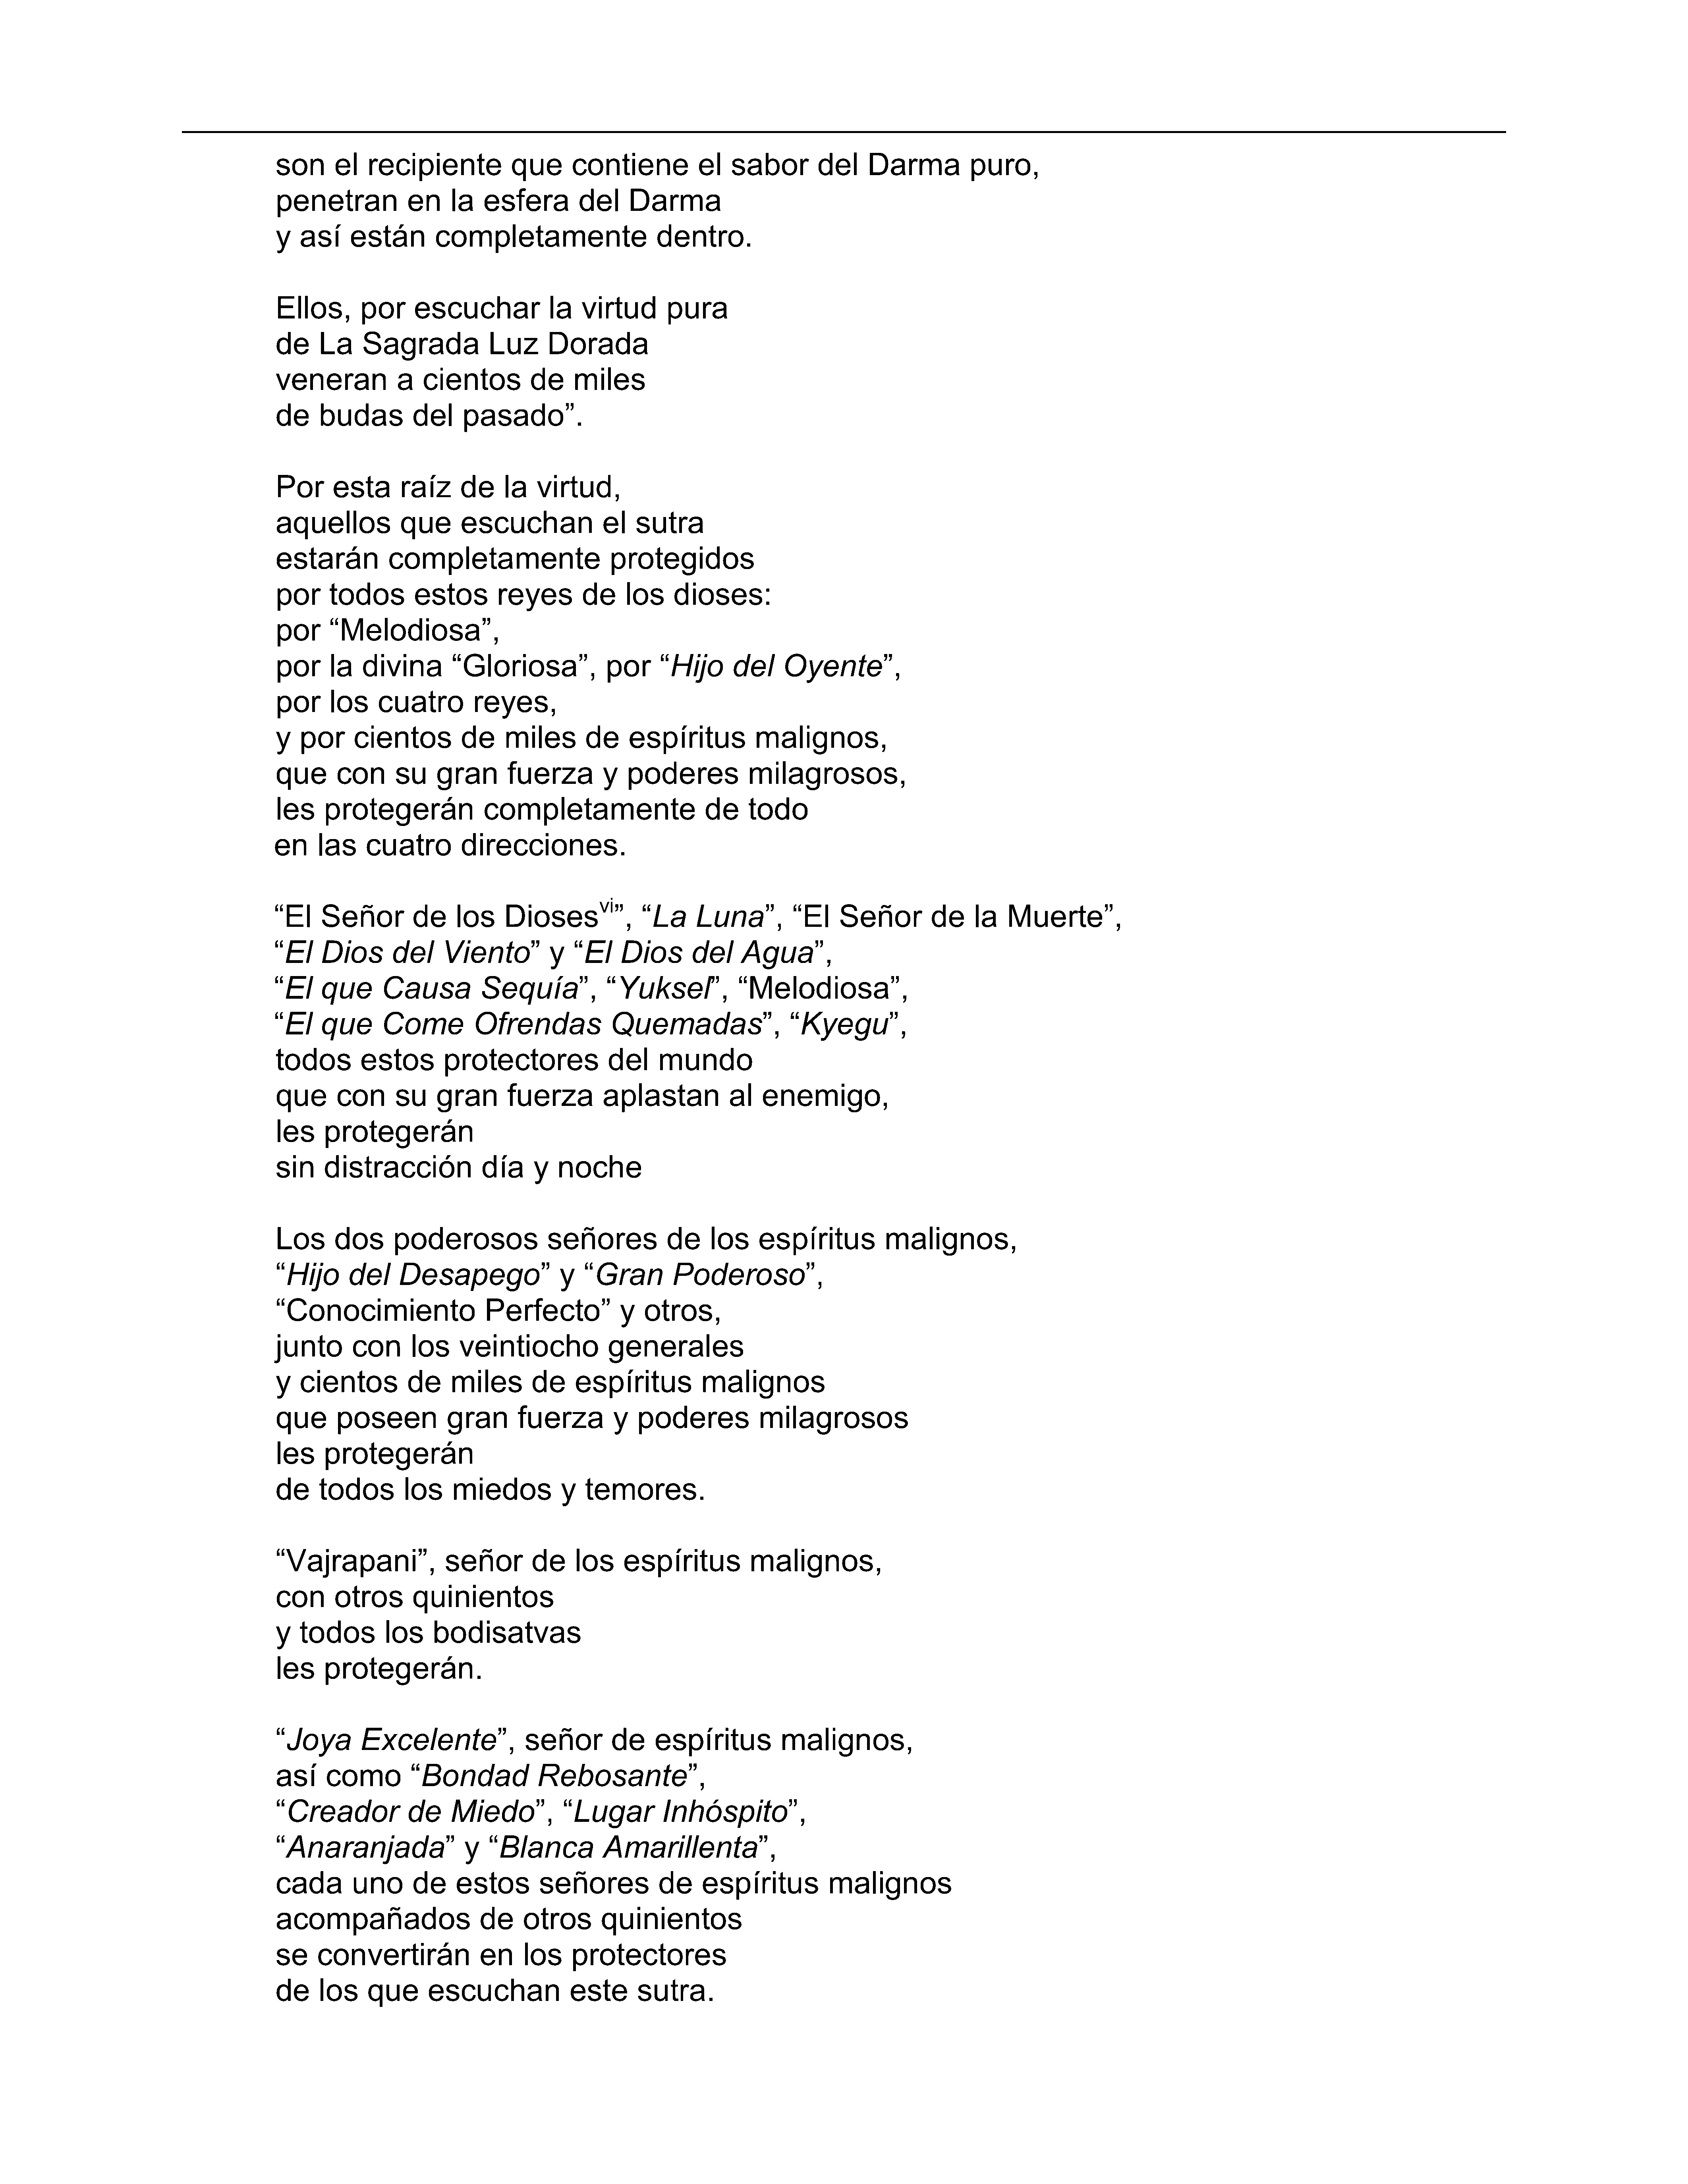 son el recipiente que contiene el sabor del Darma puro,
penetran en la esfera del Darma
y así están completamente dentro.
Ellos, por escuchar la virtud pura
de La Sagrada Luz Dorada
veneran a cientos de miles
de budas del pasado”.
Por esta raíz de la virtud,
aquellos que escuchan el sutra
estarán completamente protegidos
por todos estos reyes de los dioses:
por “Melodiosa”,
por la divina “Gloriosa”, por “Hijo del Oyente”,
por los cuatro reyes,
y por cientos de miles de espíritus malignos,
que con su gran fuerza y poderes milagrosos,
les protegerán completamente de todo
en las cuatro direcciones.
“El Señor de los Diosesvi”, “La Luna”, “El Señor de la Muerte”,
“El Dios del Viento” y “El Dios del Agua”,
“El que Causa Sequía”, “Yuksel”, “Melodiosa”,
“El que Come Ofrendas Quemadas”, “Kyegu”,
todos estos protectores del mundo
que con su gran fuerza aplastan al enemigo,
les protegerán
sin distracción día y noche
Los dos poderosos señores de los espíritus malignos,
“Hijo del Desapego” y “Gran Poderoso”,
“Conocimiento Perfecto” y otros,
junto con los veintiocho generales
y cientos de miles de espíritus malignos
que poseen gran fuerza y poderes milagrosos
les protegerán
de todos los miedos y temores.
“Vajrapani”, señor de los espíritus malignos,
con otros quinientos
y todos los bodisatvas
les protegerán.
“Joya Excelente”, señor de espíritus malignos,
así como “Bondad Rebosante”,
“Creador de Miedo”, “Lugar Inhóspito”,
“Anaranjada” y “Blanca Amarillenta”,
cada uno de estos señores de espíritus malignos
acompañados de otros quinientos
se convertirán en los protectores
de los que escuchan este sutra.